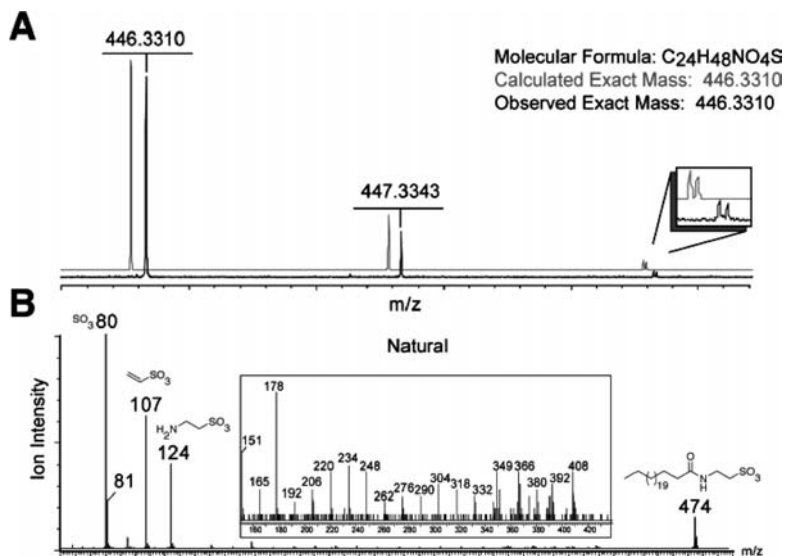 A
446.3310
Molecular Formula: C24H48NO4S
Calculated Exact Mass: 446.3310
Observed Exact Mass: 446.3310
447.3343
m/z
B
SO3 80
Natural
SO3
107
H2N SO3
124
81
Ion Intensity
151
178
165
192
206
220
234
248
262
276
290
304
318
332
349
366
380
392
408
160 180 200 220 240 260 280 300 320 340 360 380 400 420
O
19 N
H
SO3
474
m/z